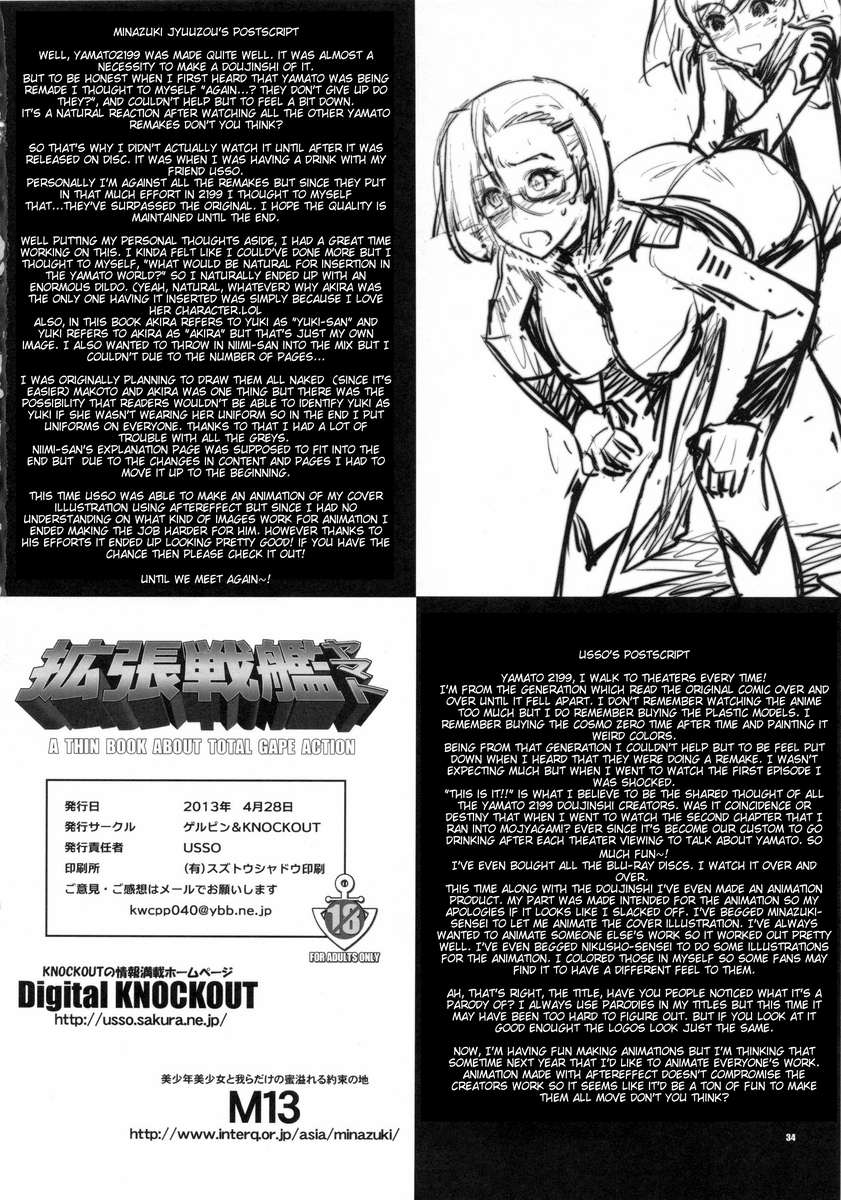 MINAZUKI JYUUZOU'S POSTSCRIPT
WELL, YAMATO2199 WAS MADE QUITE WELL. IT WAS ALMOST A
NECESSITY TO MAKE A DOUJINSHI OF IT.
BUT TO BE HONEST WHEN I FIRST HEARD THAT YAMATO WAS BEING
REMADE I THOUGHT TO MYSELF "AGAIN...? THEY DON'T GIVE UP DO
THEY?", AND COULDN'T HELP BUT TO FEEL A BIT DOWN.
IT'S A NATURAL REACTION AFTER WATCHING ALL THE OTHER YAMATO
REMAKES DON'T YOU THINK?
SO THAT'S WHY I DIDN'T ACTUALLY WATCH IT UNTIL AFTER IT WAS
RELEASED ON DISC. IT WAS WHEN I WAS HAVING A DRINK WITH MY
FRIEND USSO.
PERSONALLY I'M AGAINST ALL THE REMAKES BUT SINCE THEY PUT
IN THAT MUCH EFFORT IN 2199 I THOUGHT TO MYSELF
THAT...THEY'VE SURPASSED THE ORIGINAL. I HOPE THE QUALITY IS
MAINTAINED UNTIL THE END.
WELL PUTTING MY PERSONAL THOUGHTS ASIDE, I HAD A GREAT TIME
WORKING ON THIS. I KINDA FELT LIKE I COULD'VE DONE MORE BUT I
THOUGHT TO MYSELF, "WHAT WOULD BE NATURAL FOR INSERTION IN
THE YAMATO WORLD?" SO I NATURALLY ENDED UP WITH AN
ENORMOUS DILDO. (YEAH, NATURAL, WHATEVER) WHY AKIRA WAS
THE ONLY ONE HAVING IT INSERTED WAS SIMPLY BECAUSE I LOVE
HER CHARACTER.LOL
ALSO, IN THIS BOOK AKIRA REFERS TO YUKI AS "YUKI-SAN" AND
YUKI REFERS TO AKIRA AS "AKIRA" BUT THAT'S JUST MY OWN
IMAGE. I ALSO WANTED TO THROW IN NIIMI-SAN INTO THE MIX BUT I
COULDN'T DUE TO THE NUMBER OF PAGES...
I WAS ORIGINALLY PLANNING TO DRAW THEM ALL NAKED (SINCE IT'S
EASIER) MAKOTO AND AKIRA WAS ONE THING BUT THERE WAS THE
POSSIBILITY THAT READERS WOULDN'T BE ABLE TO IDENTIFY YUKI AS
YUKI IF SHE WASN'T WEARING HER UNIFORM SO IN THE END I PUT
UNIFORMS ON EVERYONE. THANKS TO THAT I HAD A LOT OF
TROUBLE WITH ALL THE GREYS.
NIIMI-SAN'S EXPLANATION PAGE WAS SUPPOSED TO FIT INTO THE
END BUT DUE TO THE CHANGES IN CONTENT AND PAGES I HAD TO
MOVE IT UP TO THE BEGINNING.
THIS TIME USSO WAS ABLE TO MAKE AN ANIMATION OF MY COVER
ILLUSTRATION USING AFTEREFFECT BUT SINCE I HAD NO
UNDERSTANDING ON WHAT KIND OF IMAGES WORK FOR ANIMATION I
ENDED MAKING THE JOB HARDER FOR HIM. HOWEVER THANKS TO
HIS EFFORTS IT ENDED UP LOOKING PRETTY GOOD! IF YOU HAVE THE
CHANCE THEN PLEASE CHECK IT OUT!
UNTIL WE MEET AGAIN~!
拡張戦艦ヤマト
A THIN BOOK ABOUT TOTAL GAPE ACTION
発行日 2013年 4月28日
発行サークル ゲルピン&KNOCKOUT
発行責任者 USSO
印刷所 (有)スズトウシャドウ印刷
ご意見・ご感想はメールでお願いします
kwcpp040@ybb.ne.jp
18
FOR ADULTS ONLY
KNOCKOUTの情報満載ホームページ
Digital KNOCKOUT
http://usso.sakura.ne.jp/
美少年美少女と我らだけの蜜溢れる約束の地
M13
http://www.interq.or.jp/asia/minazuki/
USSO'S POSTSCRIPT
YAMATO 2199, I WALK TO THEATERS EVERY TIME!
I'M FROM THE GENERATION WHICH READ THE ORIGINAL COMIC OVER AND
OVER UNTIL IT FELL APART. I DON'T REMEMBER WATCHING THE ANIME
TOO MUCH BUT I DO REMEMBER BUYING THE PLASTIC MODELS. I
REMEMBER BUYING THE COSMO ZERO TIME AFTER TIME AND PAINTING IT
WEIRD COLORS.
BEING FROM THAT GENERATION I COULDN'T HELP BUT TO BE FEEL PUT
DOWN WHEN I HEARD THAT THEY WERE DOING A REMAKE. I WASN'T
EXPECTING MUCH BUT WHEN I WENT TO WATCH THE FIRST EPISODE I
WAS SHOCKED.
"THIS IS IT!!" IS WHAT I BELIEVE TO BE THE SHARED THOUGHT OF ALL
THE YAMATO 2199 DOUJINSHI CREATORS. WAS IT COINCIDENCE OR
DESTINY THAT WHEN I WENT TO WATCH THE SECOND CHAPTER THAT I
RAN INTO MOJYAGAMI? EVER SINCE IT'S BECOME OUR CUSTOM TO GO
DRINKING AFTER EACH THEATER VIEWING TO TALK ABOUT YAMATO. SO
MUCH FUN~!
I'VE EVEN BOUGHT ALL THE BLU-RAY DISCS. I WATCH IT OVER AND
OVER.
THIS TIME ALONG WITH THE DOUJINSHI I'VE EVEN MADE AN ANIMATION
PRODUCT. MY PART WAS MADE INTENDED FOR THE ANIMATION SO MY
APOLOGIES IF IT LOOKS LIKE I SLACKED OFF. I'VE BEGGED MINAZUKI-
SENSEI TO LET ME ANIMATE THE COVER ILLUSTRATION. I'VE ALWAYS
WANTED TO ANIMATE SOMEONE ELSE'S WORK SO IT WORKED OUT PRETTY
WELL. I'VE EVEN BEGGED NIKUSHO-SENSEI TO DO SOME ILLUSTRATIONS
FOR THE ANIMATION. I COLORED THOSE IN MYSELF SO SOME FANS MAY
FIND IT TO HAVE A DIFFERENT FEEL TO THEM.
AH, THAT'S RIGHT, THE TITLE, HAVE YOU PEOPLE NOTICED WHAT IT'S A
PARODY OF? I ALWAYS USE PARODIES IN MY TITLES BUT THIS TIME IT
MAY HAVE BEEN TOO HARD TO FIGURE OUT. BUT IF YOU LOOK AT IT
GOOD ENOUGHT THE LOGOS LOOK JUST THE SAME.
NOW, I'M HAVING FUN MAKING ANIMATIONS BUT I'M THINKING THAT
SOMETIME NEXT YEAR THAT I'D LIKE TO ANIMATE EVERYONE'S WORK.
ANIMATION MADE WITH AFTEREFFECT DOESN'T COMPROMISE THE
CREATORS WORK SO IT SEEMS LIKE IT'D BE A TON OF FUN TO MAKE
THEM ALL MOVE DON'T YOU THINK?
34